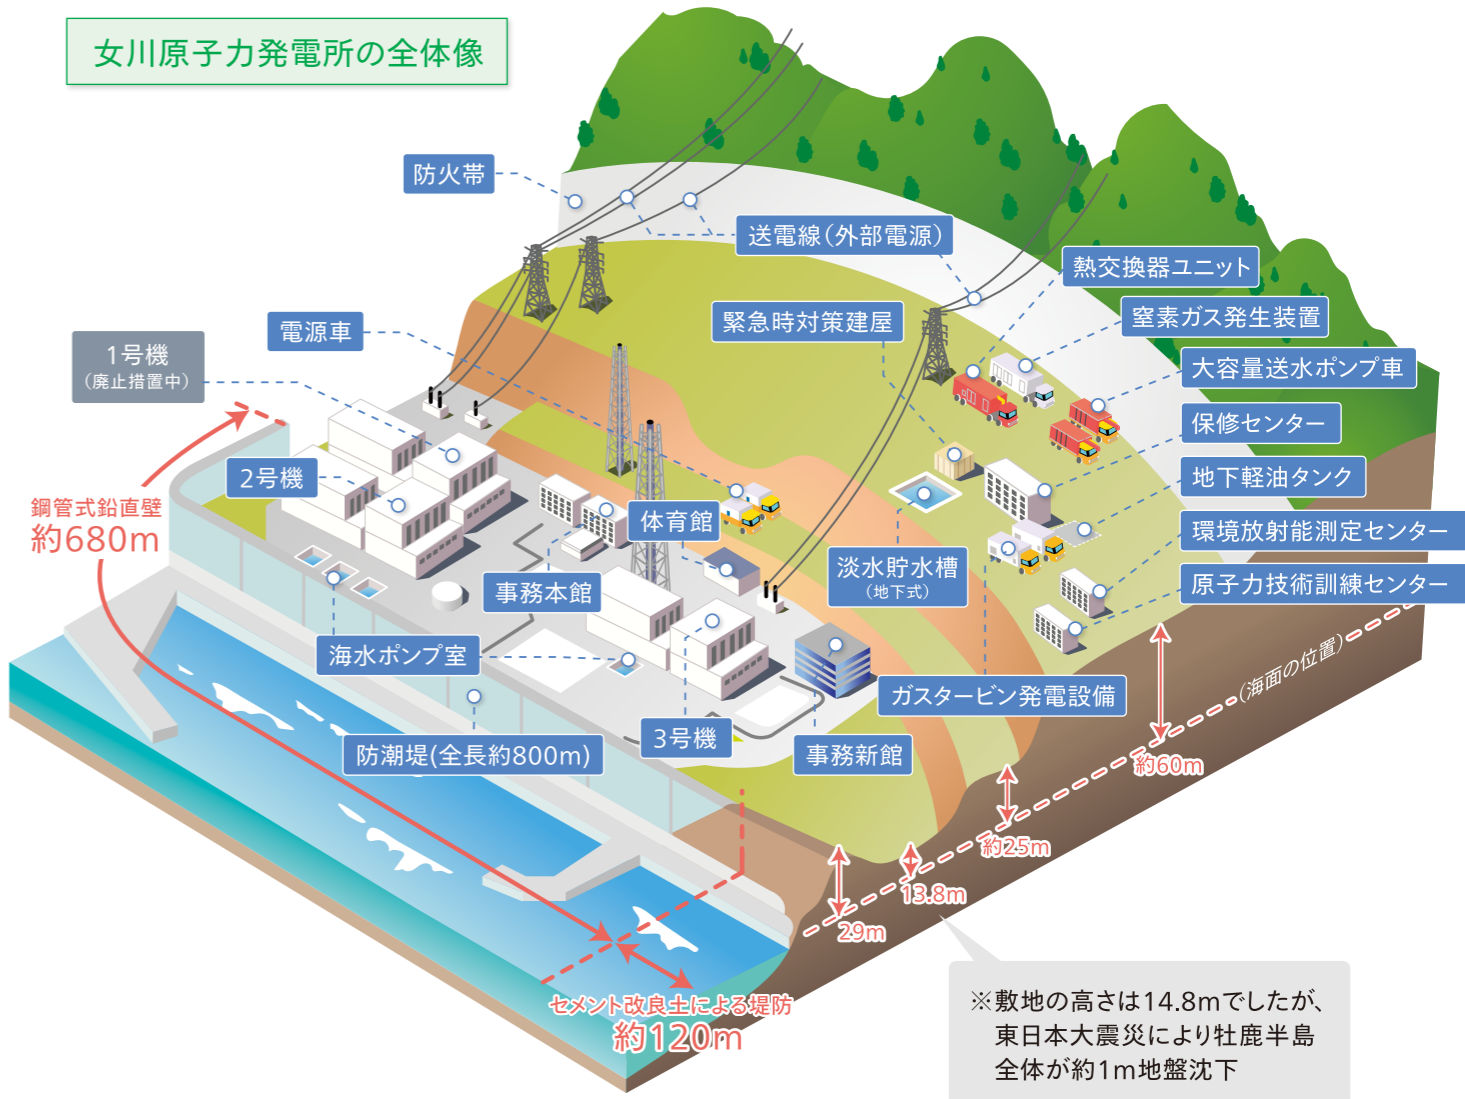 女川原子力発電所の全体像
防火帯
送電線(外部電源)
熱交換器ユニット
電源車
緊急時対策建屋
窒素ガス発生装置
1号機
(廃止措置中)
大容量送水ポンプ車
保修センター
2号機
地下軽油タンク
鋼管式鉛直壁
約680m
体育館
環境放射能測定センター
事務本館
淡水貯水槽
(地下式)
原子力技術訓練センター
海水ポンプ室
(海面の位置)
ガスタービン発電設備
3号機
防潮堤(全長約800m)
事務新館
約60m
約25m
13.8m
29m
セメント改良土による堤防
約120m
※敷地の高さは14.8mでしたが、
東日本大震災により牡鹿半島
全体が約1m地盤沈下